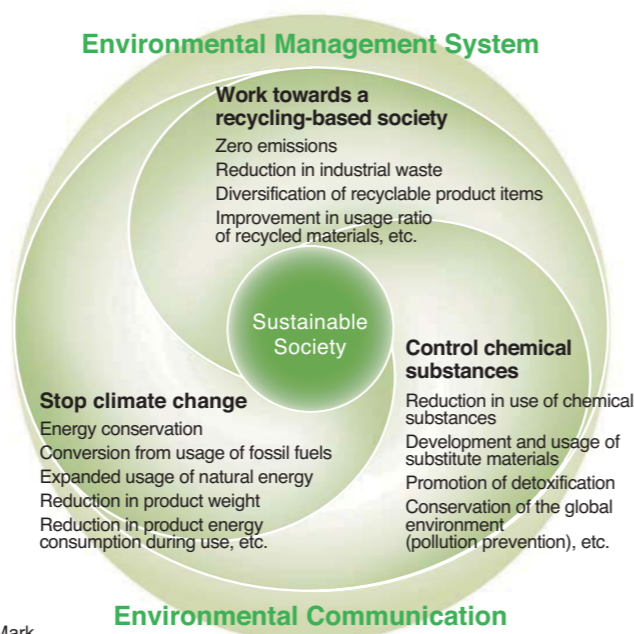 Environmental Management System
Work towards a
recycling-based society
Zero emissions
Reduction in industrial waste
Diversification of recyclable product items
Improvement in usage ratio
of recycled materials, etc.
Sustainable
Society
Control chemical
substances
Reduction in use of chemical
substances
Development and usage of
substitute materials
Promotion of detoxification
Conservation of the global
environment
(pollution prevention), etc.
Stop climate change
Energy conservation
Conversion from usage of fossil fuels
Expanded usage of natural energy
Reduction in product weight
Reduction in product energy
consumption during use, etc.
Environmental Communication
Mark